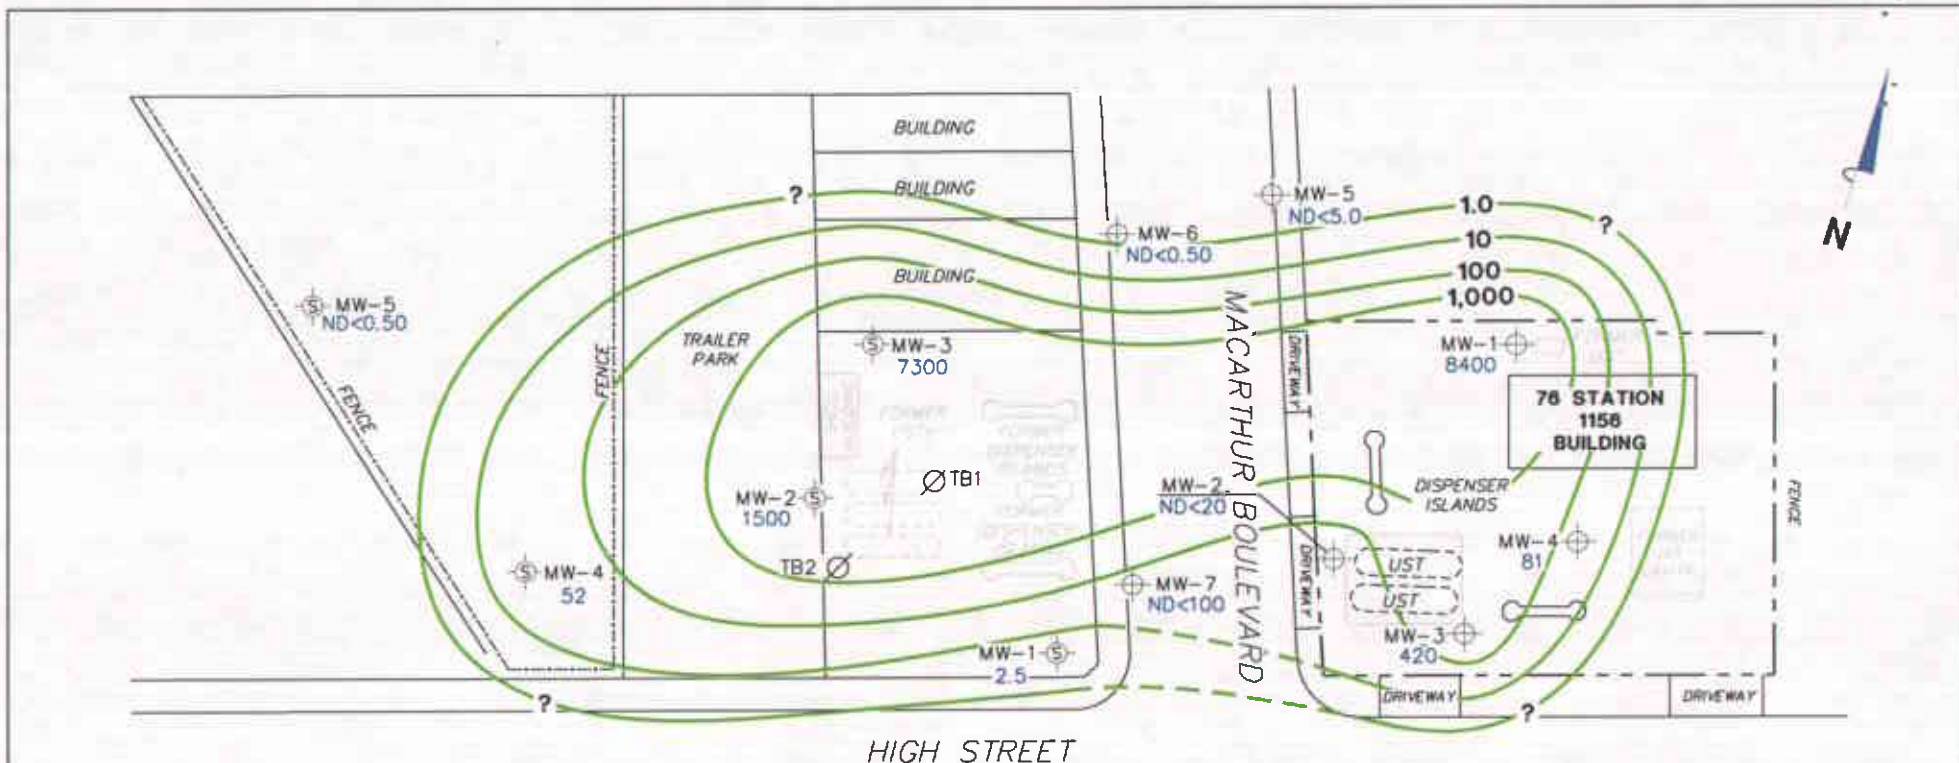 BUILDING
BUILDING
BUILDING
?
1.0
?
10
100
1,000
MW-5
ND<5.0
MW-6
ND<0.50
N
MW-5
ND<0.50
TRAILER
PARK
FENCE
FENCE
MW-3
7300
MACARTHUR BOULEVARD
DRIVEWAY
MW-1
8400
76 STATION
1156
BUILDING
MW-2
1500
TB1
MW-2
ND<20
DISPENSER
ISLANDS
FENCE
TB2
MW-4
52
MW-7
ND<100
DRIVEWAY
UST
UST
MW-4
81
MW-1
2.5
MW-3
420
?
DRIVEWAY
?
DRIVEWAY
HIGH STREET